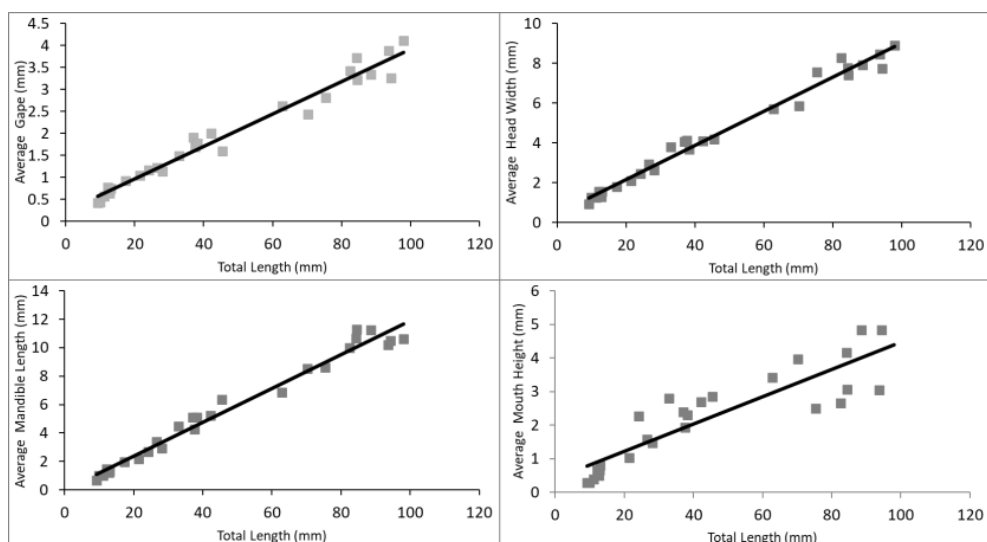 4.5
4
3.5
3
2.5
2
1.5
1
0.5
0
0 20 40 60 80 100 120
Average Gape (mm)
Total Length (mm)
10
8
6
4
2
0
0 20 40 60 80 100 120
Average Head Width (mm)
Total Length (mm)
14
12
10
8
6
4
2
0
0 20 40 60 80 100 120
Average Mandible Length (mm)
Total Length (mm)
6
5
4
3
2
1
0
0 20 40 60 80 100 120
Average Mouth Height (mm)
Total Length (mm)